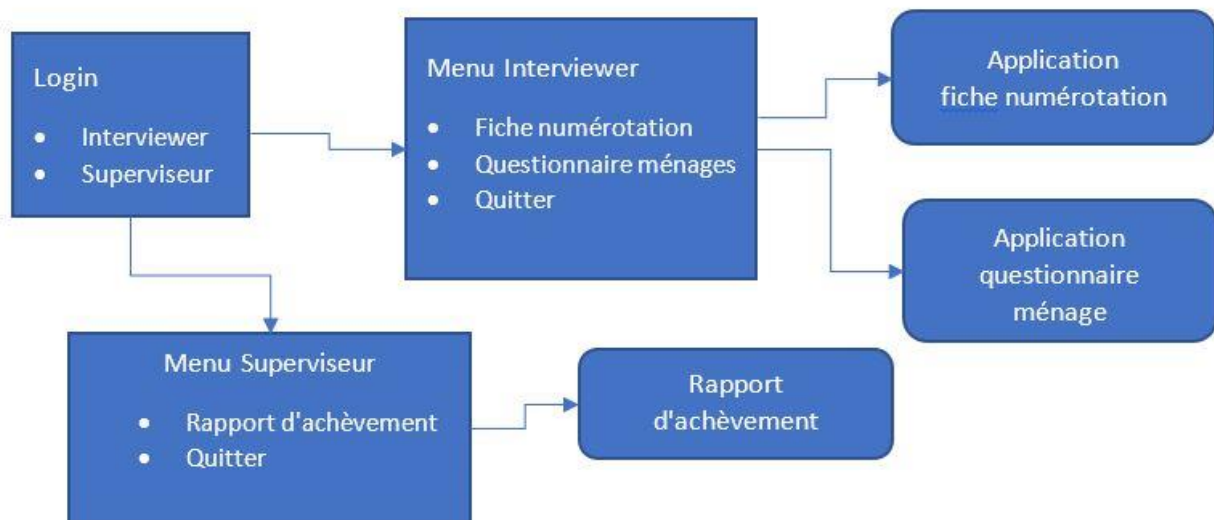 Login
• Interviewer
• Superviseur
Menu Interviewer
• Fiche numérotation
• Questionnaire ménages
• Quitter
Application
fiche numérotation
Application
questionnaire
ménage
Menu Superviseur
• Rapport d'achèvement
• Quitter
Rapport
d'achèvement